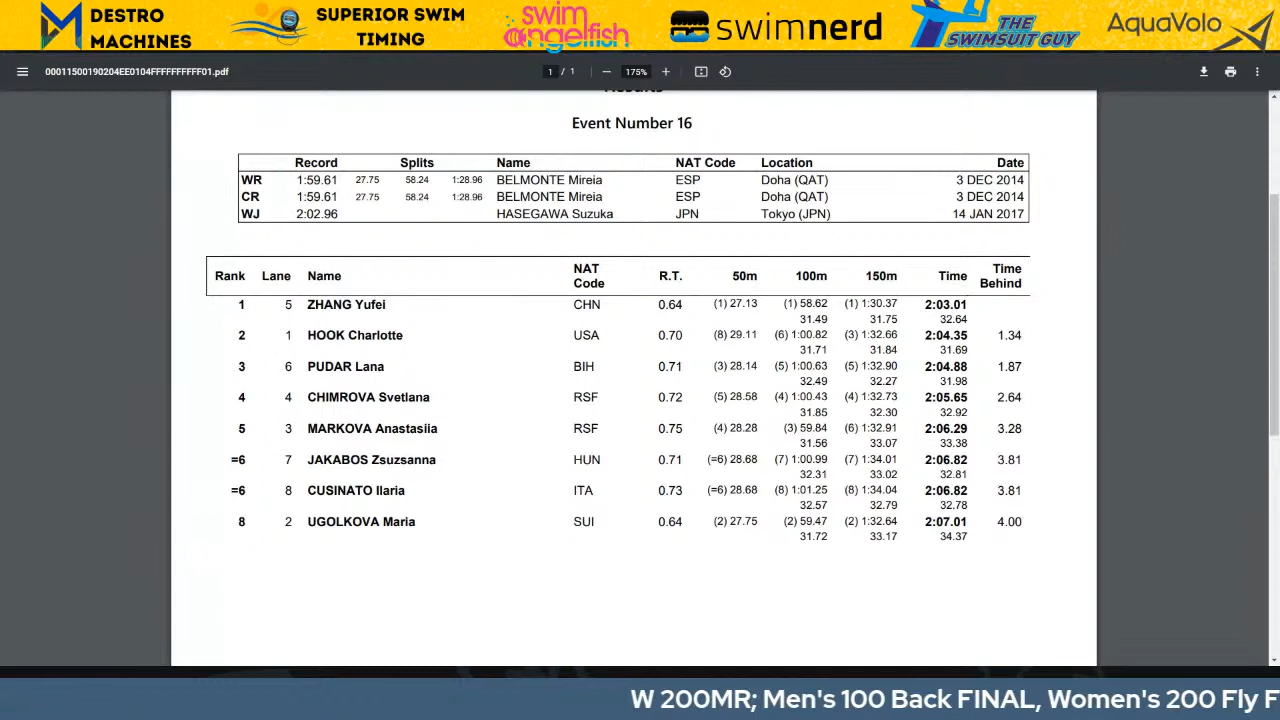 DESTRO MACHINES
SUPERIOR SWIM TIMING
swim angelfish
swimnerd
THE SWIMSUIT GUY
AquaVolo
00011500190204EE0104FFFFFFFFFF01.pdf 1 / 1 175%
Results
Event Number 16
Record Splits Name NAT Code Location Date
WR 1:59.61 27.75 58.24 1:28.96 BELMONTE Mireia ESP Doha (QAT) 3 DEC 2014
CR 1:59.61 27.75 58.24 1:28.96 BELMONTE Mireia ESP Doha (QAT) 3 DEC 2014
WJ 2:02.96 HASEGAWA Suzuka JPN Tokyo (JPN) 14 JAN 2017
Rank Lane Name NAT Code R.T. 50m 100m 150m Time Time Behind
1 5 ZHANG Yufei CHN 0.64 (1) 27.13 (1) 58.62 (1) 1:30.37 2:03.01
31.49 31.75 32.64
2 1 HOOK Charlotte USA 0.70 (8) 29.11 (6) 1:00.82 (3) 1:32.66 2:04.35 1.34
31.71 31.84 31.69
3 6 PUDAR Lana BIH 0.71 (3) 28.14 (5) 1:00.63 (5) 1:32.90 2:04.88 1.87
32.49 32.27 31.98
4 4 CHIMROVA Svetlana RSF 0.72 (5) 28.58 (4) 1:00.43 (4) 1:32.73 2:05.65 2.64
31.85 32.30 32.92
5 3 MARKOVA Anastasiia RSF 0.75 (4) 28.28 (3) 59.84 (6) 1:32.91 2:06.29 3.28
31.56 33.07 33.38
=6 7 JAKABOS Zsuzsanna HUN 0.71 (=6) 28.68 (7) 1:00.99 (7) 1:34.01 2:06.82 3.81
32.31 33.02 32.81
=6 8 CUSINATO Ilaria ITA 0.73 (=6) 28.68 (8) 1:01.25 (8) 1:34.04 2:06.82 3.81
32.57 32.79 32.78
8 2 UGOLKOVA Maria SUI 0.64 (2) 27.75 (2) 59.47 (2) 1:32.64 2:07.01 4.00
31.72 33.17 34.37
W 200MR; Men's 100 Back FINAL, Women's 200 Fly F